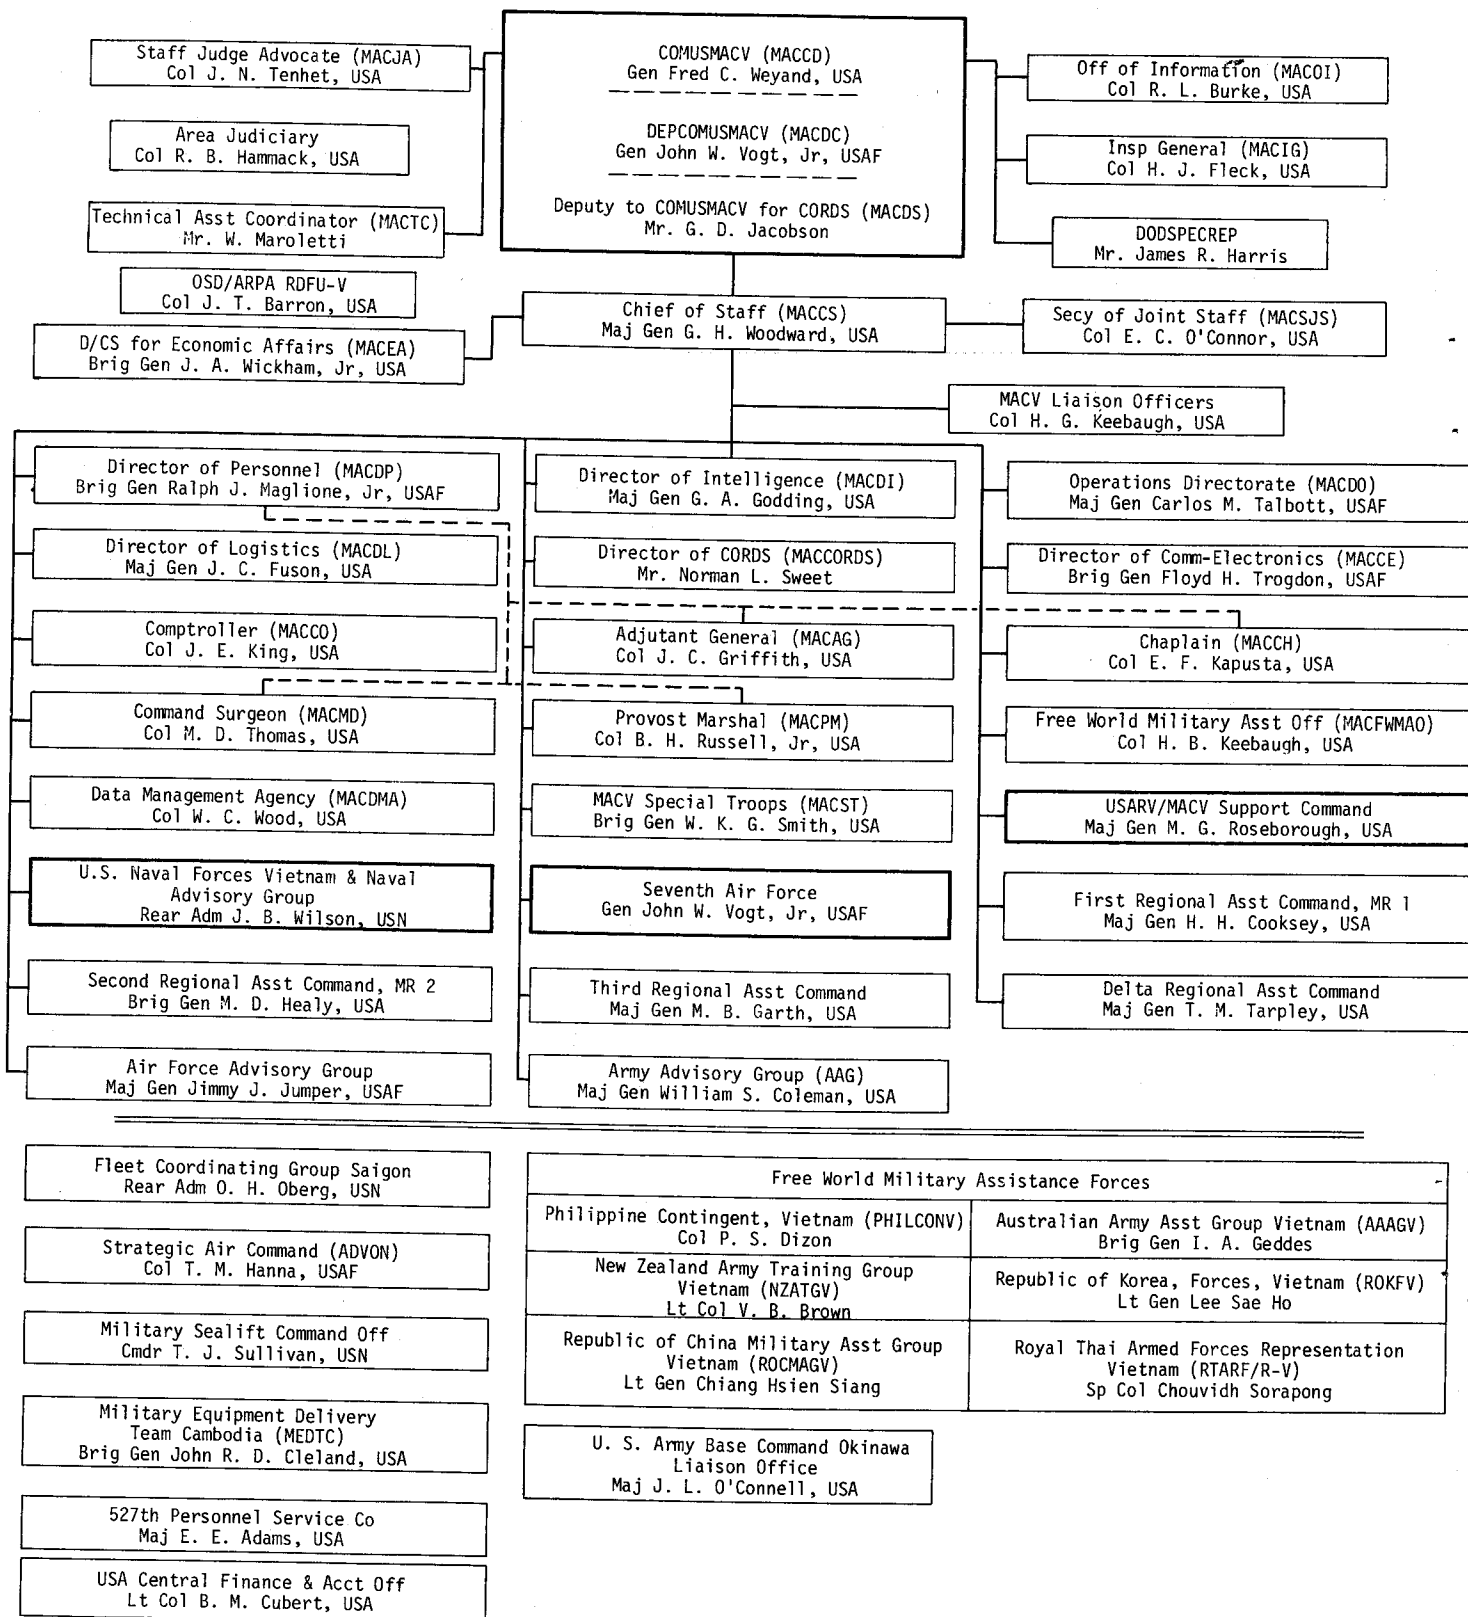 COMUSMACV (MACCD)
Gen Fred C. Weyand, USA
DEPCOMUSMACV (MACDC)
Gen John W. Vogt, Jr, USAF
Deputy to COMUSMACV for CORDS (MACDS)
Mr. G. D. Jacobson
Staff Judge Advocate (MACJA)
Col J. N. Tenhet, USA
Area Judiciary
Col R. B. Hammack, USA
Technical Asst Coordinator (MACTC)
Mr. W. Maroletti
OSD/ARPA RDFU-V
Col J. T. Barron, USA
D/CS for Economic Affairs (MACEA)
Brig Gen J. A. Wickham, Jr, USA
Off of Information (MACOI)
Col R. L. Burke, USA
Insp General (MACIG)
Col H. J. Fleck, USA
DODSPECREP
Mr. James R. Harris
Chief of Staff (MACCS)
Maj Gen G. H. Woodward, USA
Secy of Joint Staff (MACSJS)
Col E. C. O'Connor, USA
MACV Liaison Officers
Col H. G. Keebaugh, USA
Director of Personnel (MACDP)
Brig Gen Ralph J. Maglione, Jr, USAF
Director of Intelligence (MACDI)
Maj Gen G. A. Godding, USA
Operations Directorate (MACDO)
Maj Gen Carlos M. Talbott, USAF
Director of Logistics (MACDL)
Maj Gen J. C. Fuson, USA
Director of CORDS (MACCORDS)
Mr. Norman L. Sweet
Director of Comm-Electronics (MACCE)
Brig Gen Floyd H. Trogdon, USAF
Comptroller (MACCO)
Col J. E. King, USA
Adjutant General (MACAG)
Col J. C. Griffith, USA
Chaplain (MACCH)
Col E. F. Kapusta, USA
Command Surgeon (MACMD)
Col M. D. Thomas, USA
Provost Marshal (MACPM)
Col B. H. Russell, Jr, USA
Free World Military Asst Off (MACFWMAO)
Col H. B. Keebaugh, USA
Data Management Agency (MACDMA)
Col W. C. Wood, USA
MACV Special Troops (MACST)
Brig Gen W. K. G. Smith, USA
USARV/MACV Support Command
Maj Gen M. G. Roseborough, USA
U.S. Naval Forces Vietnam & Naval
Advisory Group
Rear Adm J. B. Wilson, USN
Seventh Air Force
Gen John W. Vogt, Jr, USAF
First Regional Asst Command, MR 1
Maj Gen H. H. Cooksey, USA
Second Regional Asst Command, MR 2
Brig Gen M. D. Healy, USA
Third Regional Asst Command
Maj Gen M. B. Garth, USA
Delta Regional Asst Command
Maj Gen T. M. Tarpley, USA
Air Force Advisory Group
Maj Gen Jimmy J. Jumper, USAF
Army Advisory Group (AAG)
Maj Gen William S. Coleman, USA
Fleet Coordinating Group Saigon
Rear Adm O. H. Oberg, USN
Strategic Air Command (ADVON)
Col T. M. Hanna, USAF
Military Sealift Command Off
Cmdr T. J. Sullivan, USN
Military Equipment Delivery
Team Cambodia (MEDTC)
Brig Gen John R. D. Cleland, USA
527th Personnel Service Co
Maj E. E. Adams, USA
USA Central Finance & Acct Off
Lt Col B. M. Cubert, USA
Free World Military Assistance Forces
Philippine Contingent, Vietnam (PHILCONV)
Col P. S. Dizon
Australian Army Asst Group Vietnam (AAAGV)
Brig Gen I. A. Geddes
New Zealand Army Training Group
Vietnam (NZATGV)
Lt Col V. B. Brown
Republic of Korea, Forces, Vietnam (ROKFV)
Lt Gen Lee Sae Ho
Republic of China Military Asst Group
Vietnam (ROCMAGV)
Lt Gen Chiang Hsien Siang
Royal Thai Armed Forces Representation
Vietnam (RTARF/R-V)
Sp Col Chouvidh Sorapong
U. S. Army Base Command Okinawa
Liaison Office
Maj J. L. O'Connell, USA